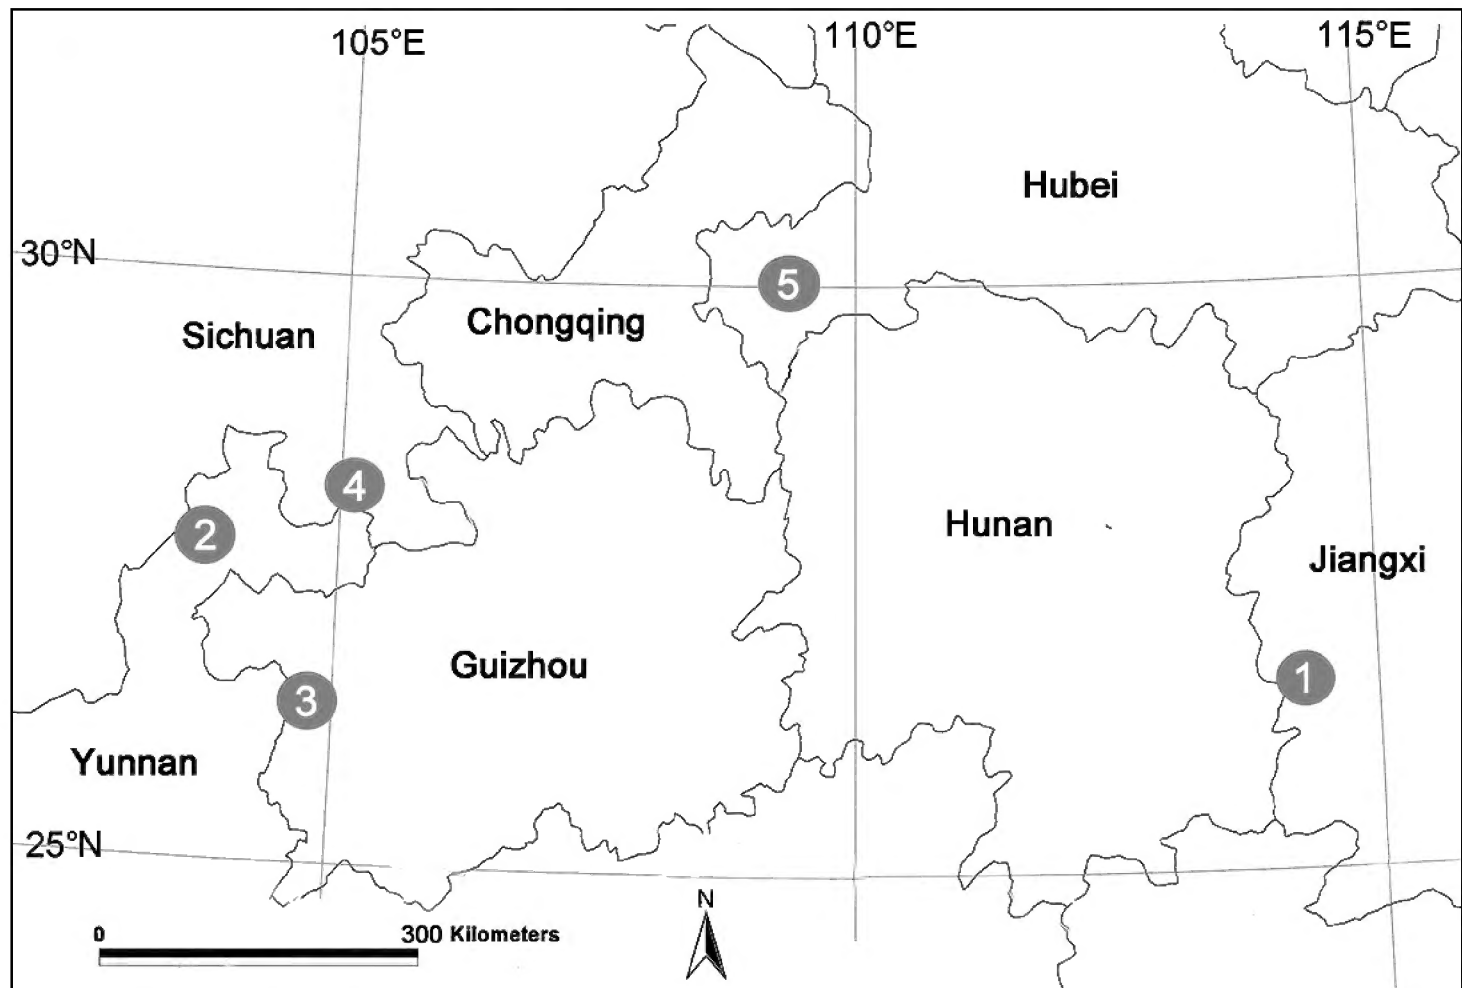 105°E
110°E
115°E
Hubei
30°N
5
Chongqing
Sichuan
4
2
Hunan
Jiangxi
Guizhou
1
3
Yunnan
25°N
N
0
300 Kilometers